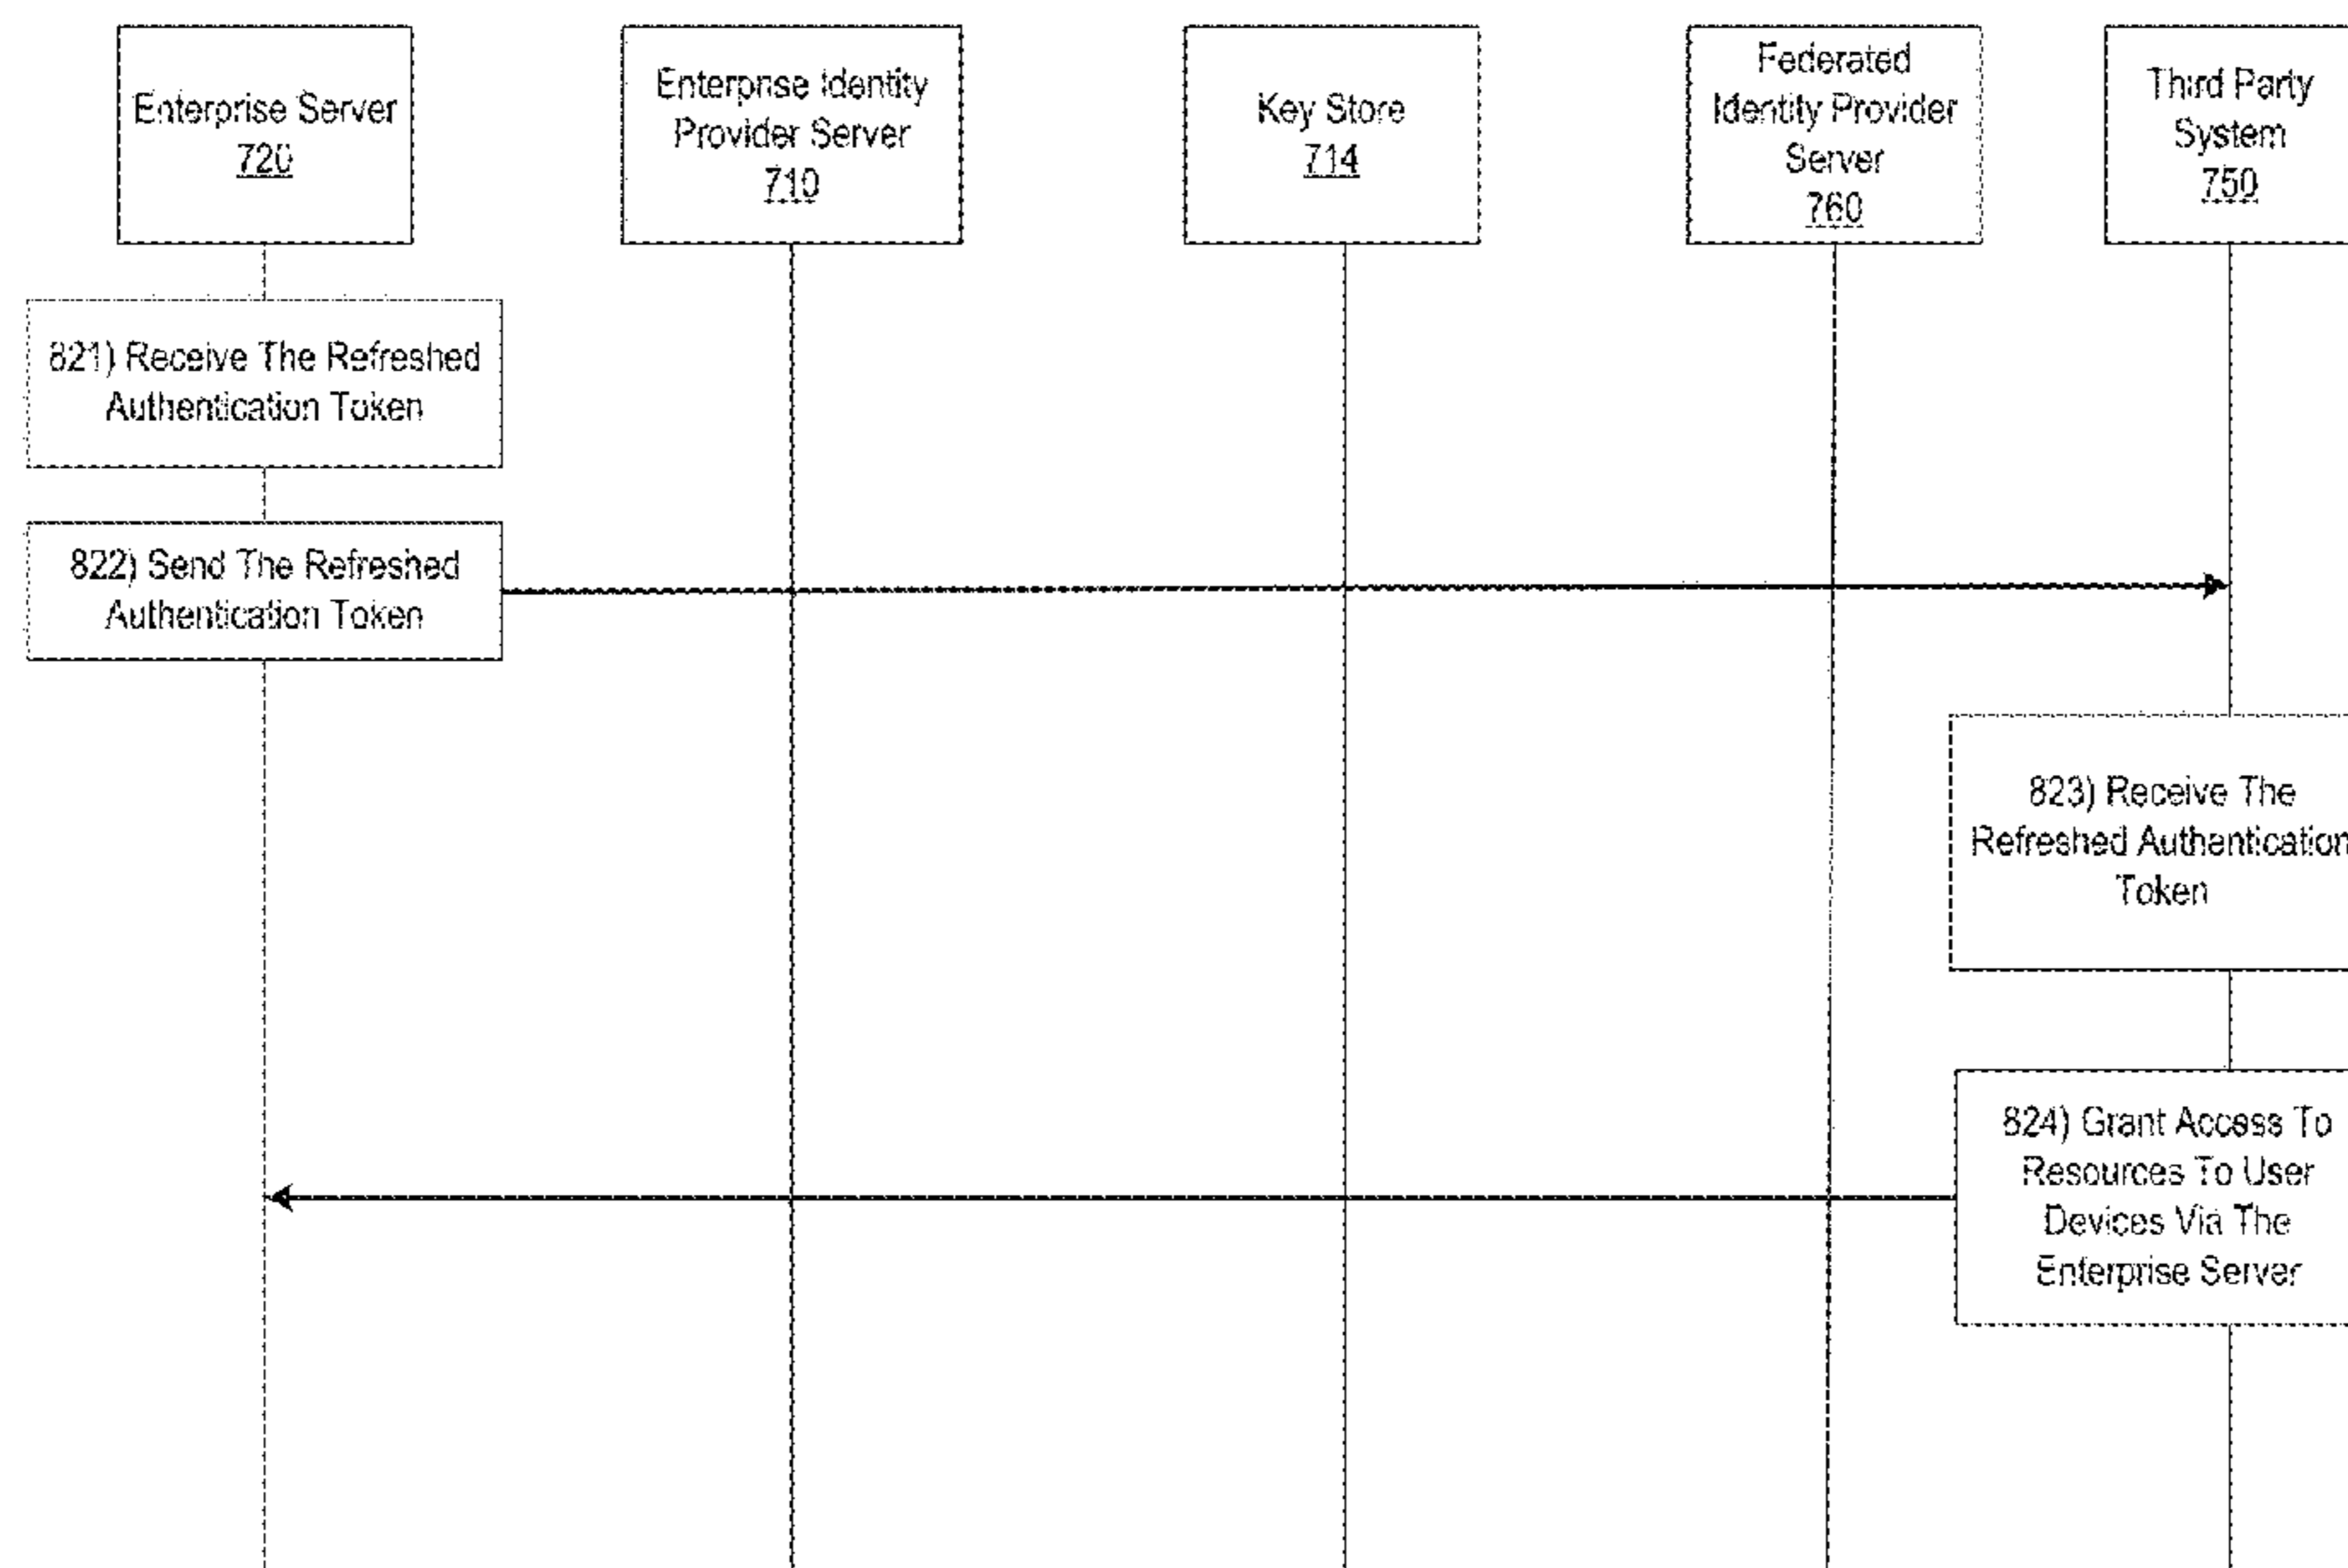 Enterprise Server
720
Enterprise Identity
Provider Server
710
Key Store
714
Federated
Identity Provider
Server
760
Third Party
System
750
821) Receive The Refreshed
Authentication Token
822) Send The Refreshed
Authentication Token
823) Receive The
Refreshed Authentication
Token
824) Grant Access To
Resources To User
Devices Via The
Enterprise Server